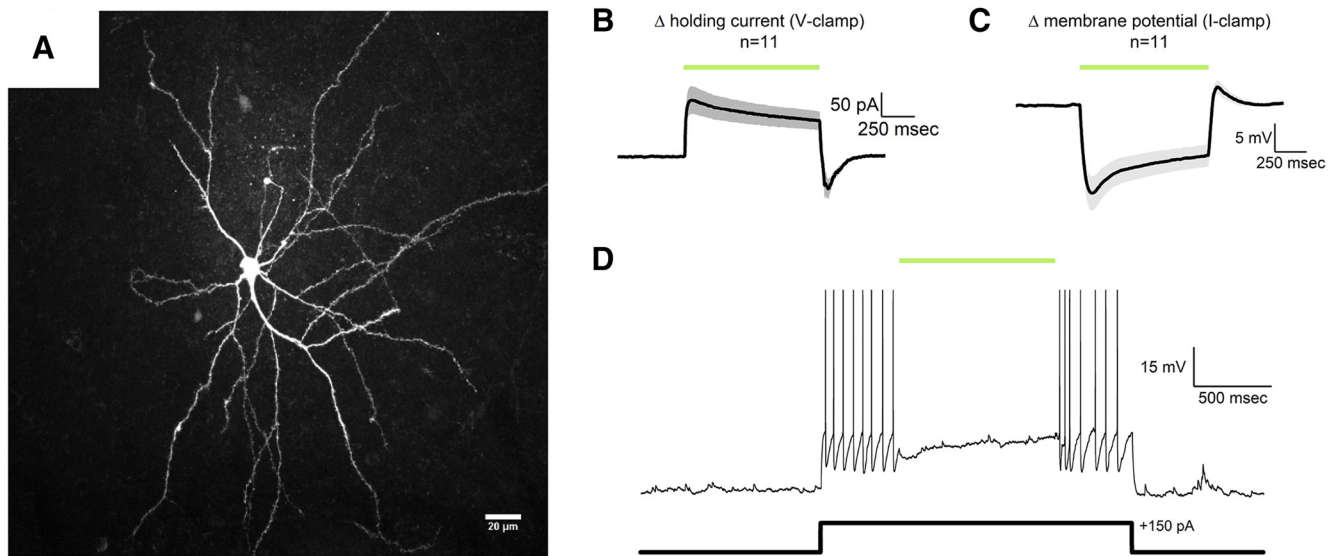 A
20 µm
B
Δ holding current (V-clamp)
n=11
50 pA
250 msec
C
Δ membrane potential (I-clamp)
n=11
5 mV
250 msec
D
15 mV
500 msec
+150 pA